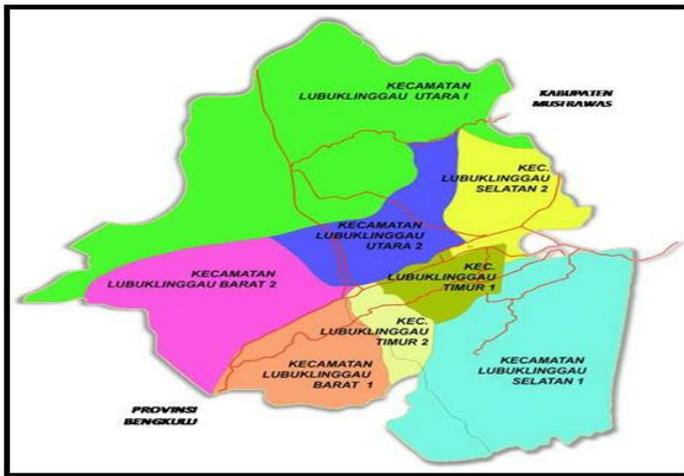 KECAMATAN
LUBUKLINGGAU UTARA I
KABUPATEN
MUSI RAWAS
KEC.
LUBUKLINGGAU
SELATAN 2
KECAMATAN
LUBUKLINGGAU
UTARA 2
KECAMATAN
LUBUKLINGGAU BARAT 2
KEC.
LUBUKLINGGAU
TIMUR 1
KEC.
LUBUKLINGGAU
TIMUR 2
KECAMATAN
LUBUKLINGGAU
BARAT 1
KECAMATAN
LUBUKLINGGAU
SELATAN 1
PROVINSI
BENGKULU